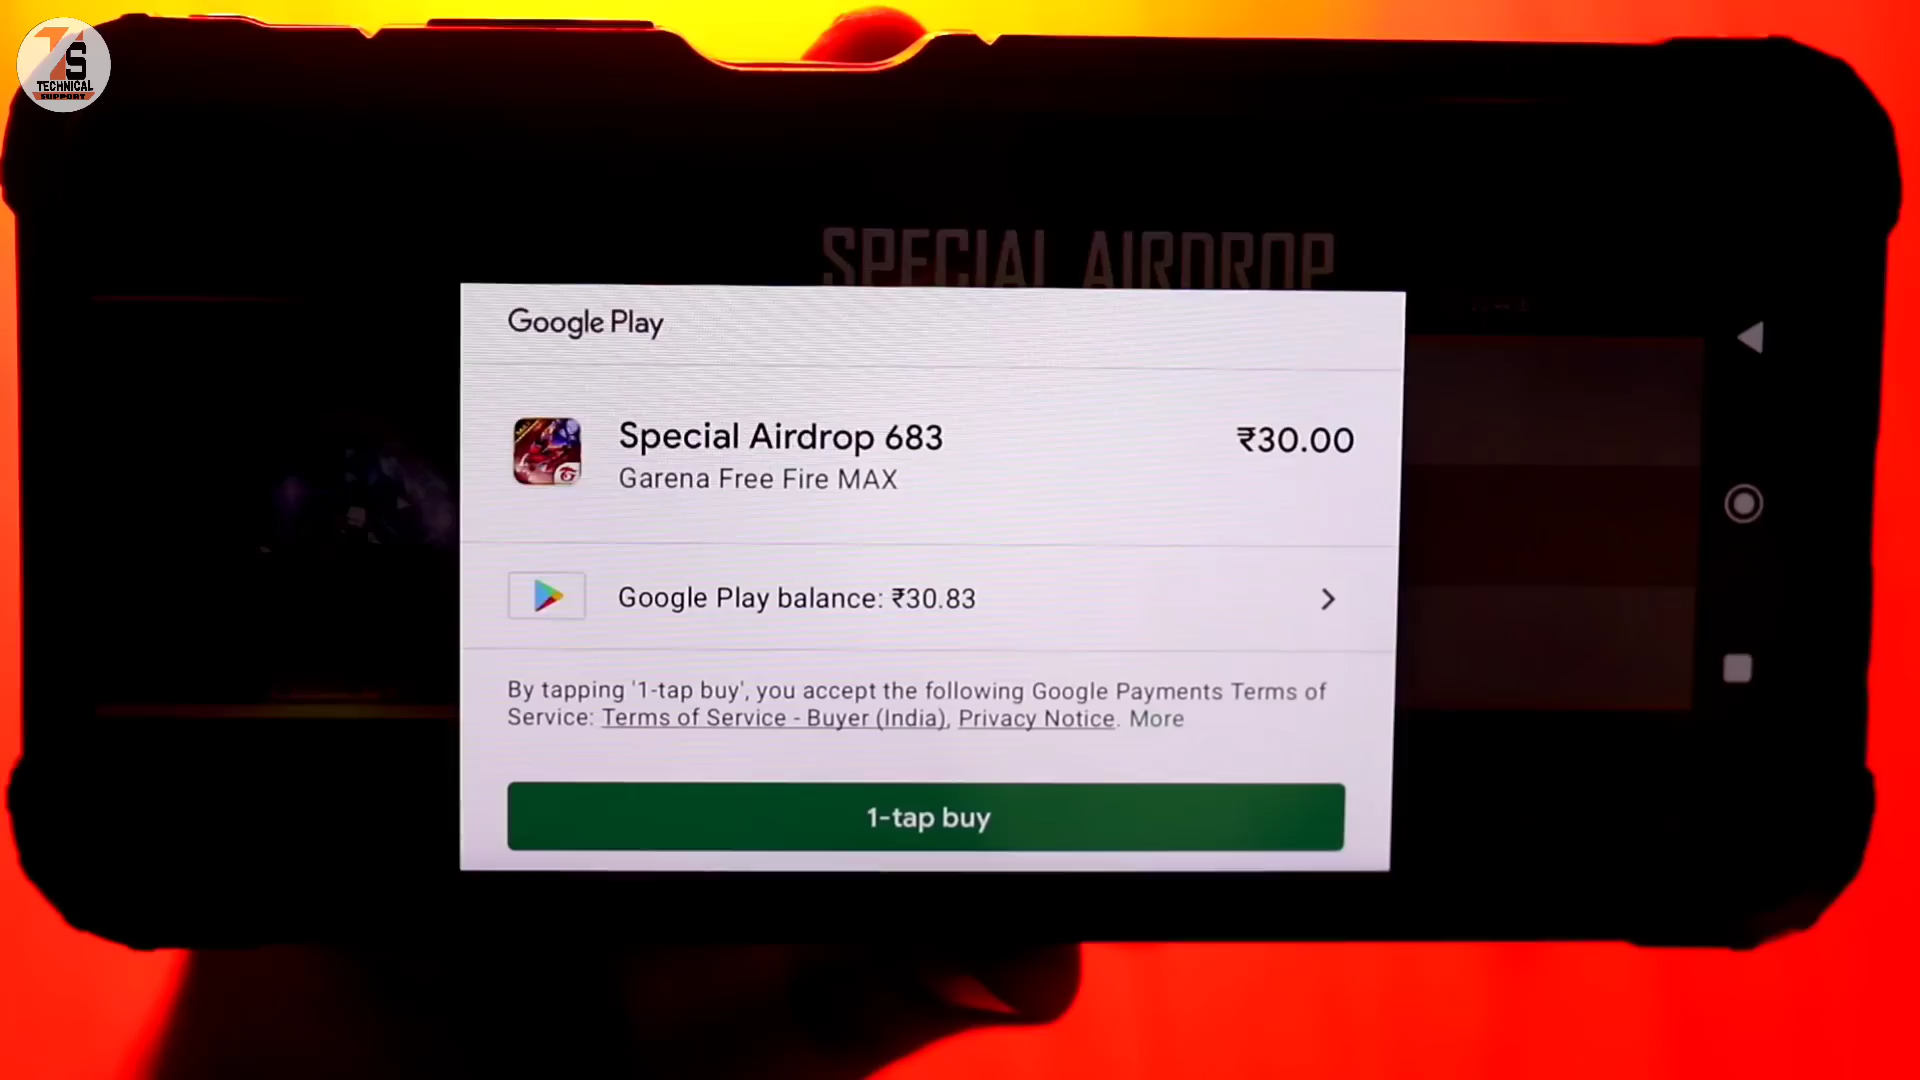 TS
TECHNICAL
SUPPORT
SPECIAL AIRDROP
Google Play
Special Airdrop 683
₹30.00
Garena Free Fire MAX
Google Play balance: ₹30.83
By tapping '1-tap buy', you accept the following Google Payments Terms of
Service: Terms of Service - Buyer (India), Privacy Notice. More
1-tap buy